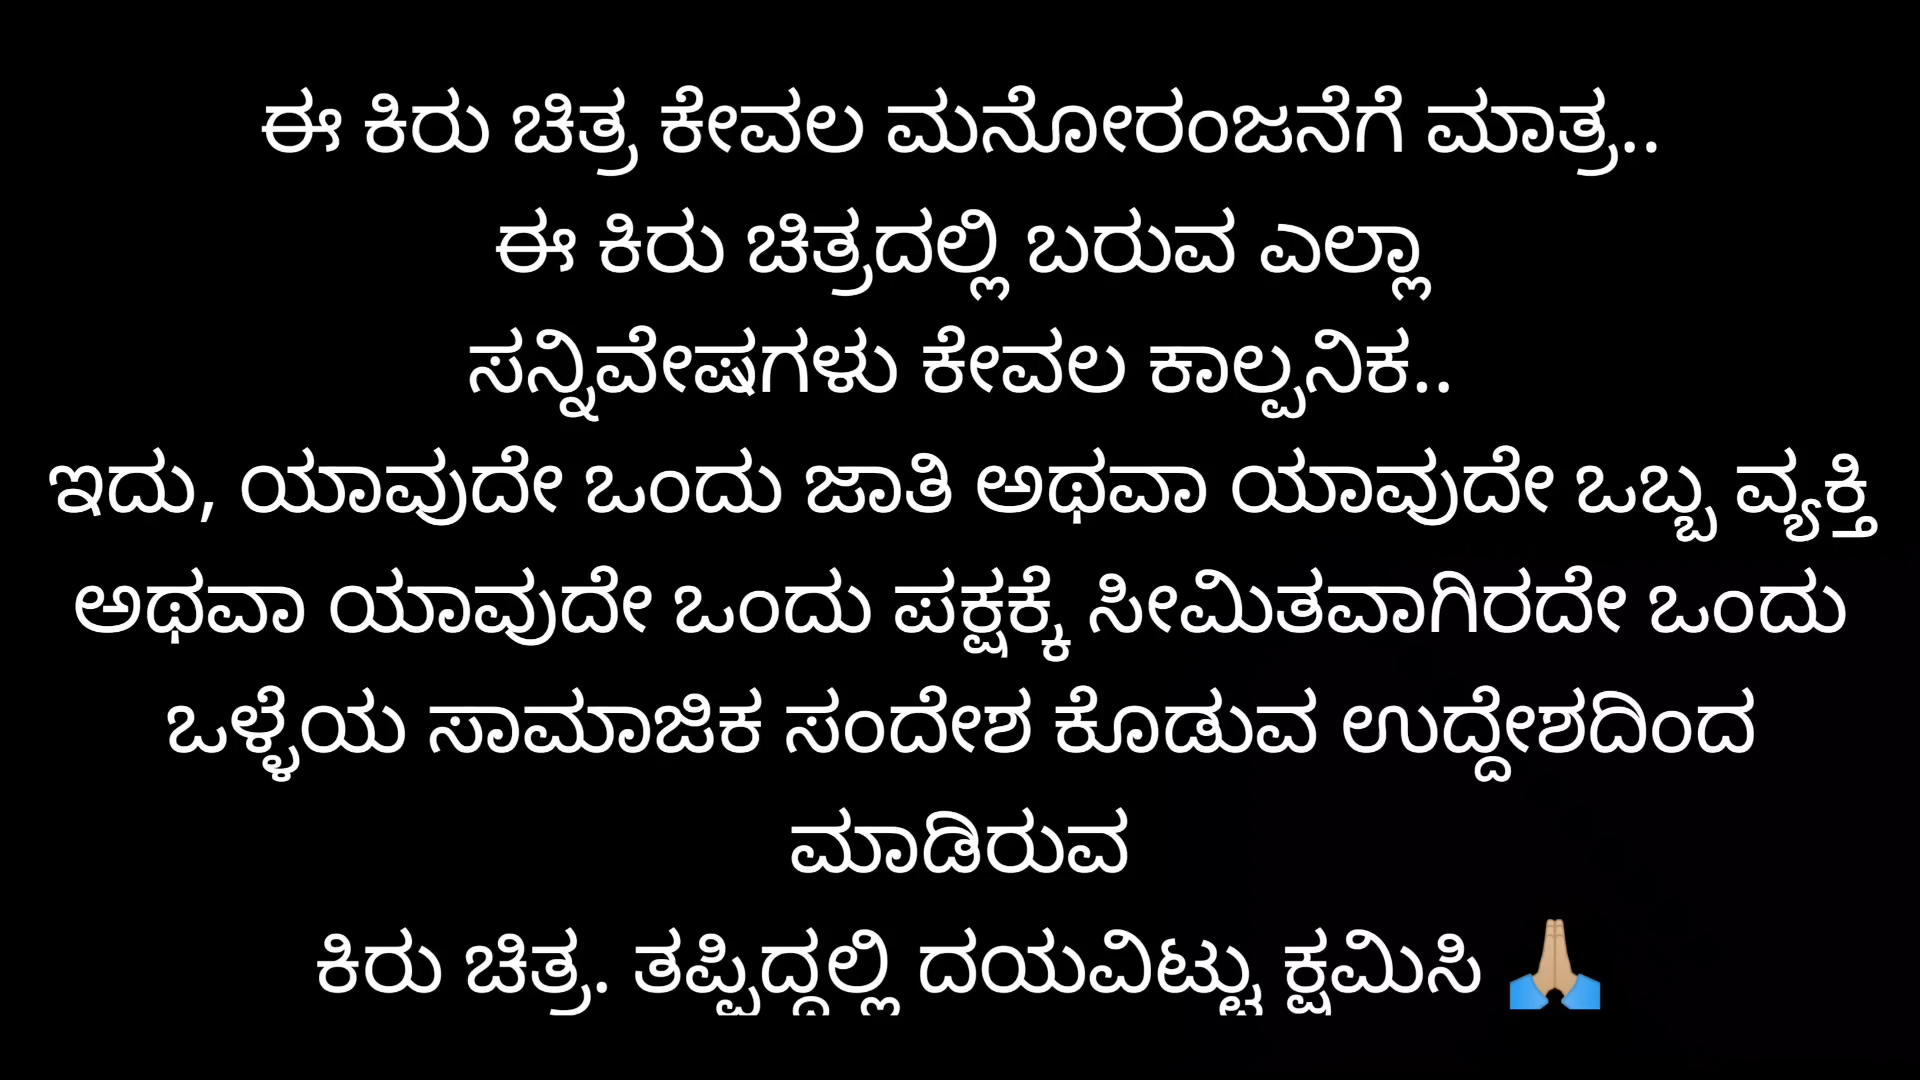 ಈ ಕಿರು ಚಿತ್ರ ಕೇವಲ ಮನೋರಂಜನೆಗೆ ಮಾತ್ರ..
ಈ ಕಿರು ಚಿತ್ರದಲ್ಲಿ ಬರುವ ಎಲ್ಲಾ
ಸನ್ನಿವೇಷಗಳು ಕೇವಲ ಕಾಲ್ಪನಿಕ..
ಇದು, ಯಾವುದೇ ಒಂದು ಜಾತಿ ಅಥವಾ ಯಾವುದೇ ಒಬ್ಬ ವ್ಯಕ್ತಿ
ಅಥವಾ ಯಾವುದೇ ಒಂದು ಪಕ್ಷಕ್ಕೆ ಸೀಮಿತವಾಗಿರದೇ ಒಂದು
ಒಳ್ಳೆಯ ಸಾಮಾಜಿಕ ಸಂದೇಶ ಕೊಡುವ ಉದ್ದೇಶದಿಂದ
ಮಾಡಿರುವ
ಕಿರು ಚಿತ್ರ. ತಪ್ಪಿದ್ದಲ್ಲಿ ದಯವಿಟ್ಟು ಕ್ಷಮಿಸಿ 🙏🏼